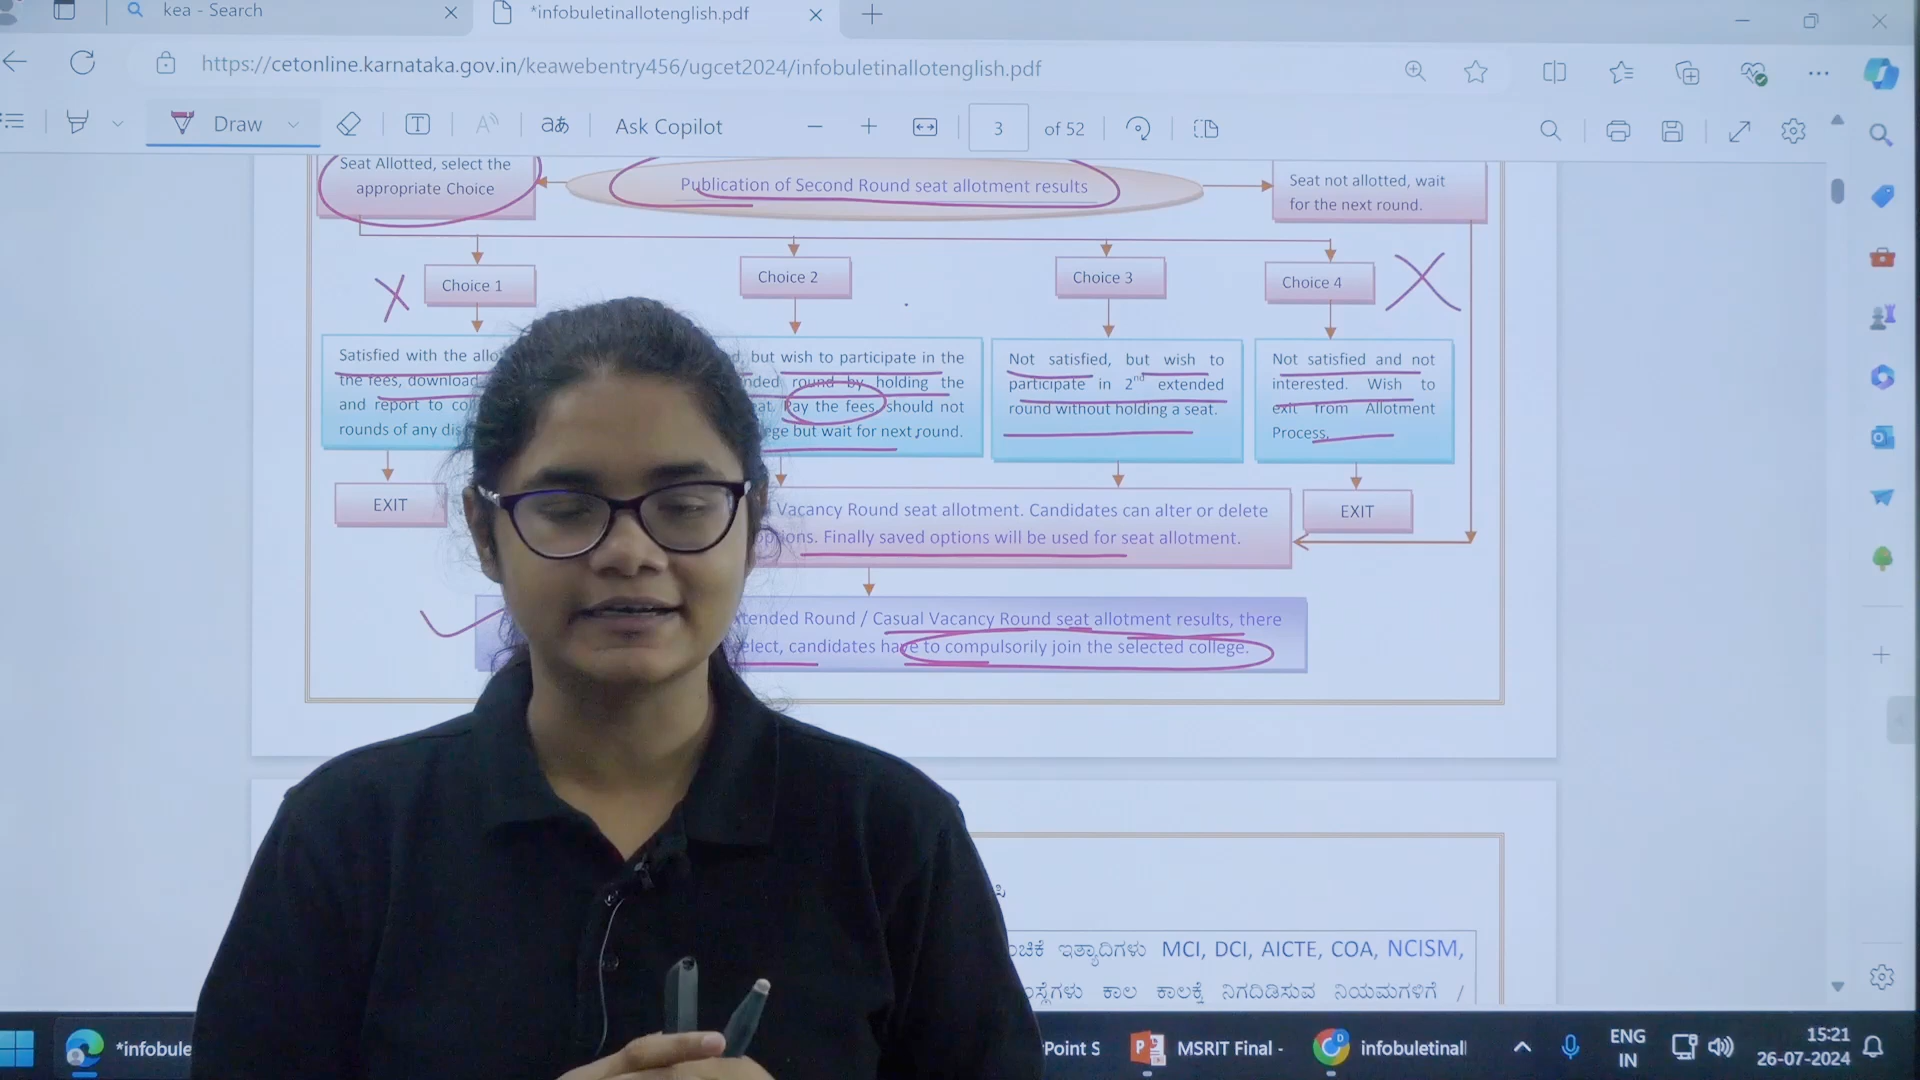 kea - Search
*infobuletinallotenglish.pdf
https://cetonline.karnataka.gov.in/keawebentry456/ugcet2024/infobuletinallotenglish.pdf
Draw
Ask Copilot
3 of 52
Seat Allotted, select the
appropriate Choice
Publication of Second Round seat allotment results
Seat not allotted, wait
for the next round.
Choice 1
Choice 2
Choice 3
Choice 4
Satisfied with the
the fees, download
and report to
rounds of any
but wish to participate in the
round by holding the
Pay the fees, should not
but wait for next round.
Not satisfied, but wish to
participate in 2nd extended
round without holding a seat.
Not satisfied and not
interested. Wish to
exit from Allotment
Process.
EXIT
EXIT
Vacancy Round seat allotment. Candidates can alter or delete
Finally saved options will be used for seat allotment.
Round / Casual Vacancy Round seat allotment results, there
candidates have to compulsorily join the selected college.
ಇತ್ಯಾದಿಗಳು MCI, DCI, AICTE, COA, NCISM,
ಕಾಲ ಕಾಲಕ್ಕೆ ನಿಗದಿಡಿಸುವ ನಿಯಮಗಳಿಗೆ /
*infobule
Point S
MSRIT Final -
infobuletinall
ENG
IN
15:21
26-07-2024